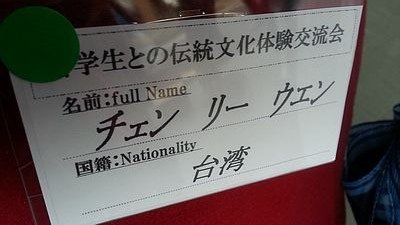 学生との伝統文化体験交流会
名前:full Name
チェン リー ウエン
国籍:Nationality
台湾